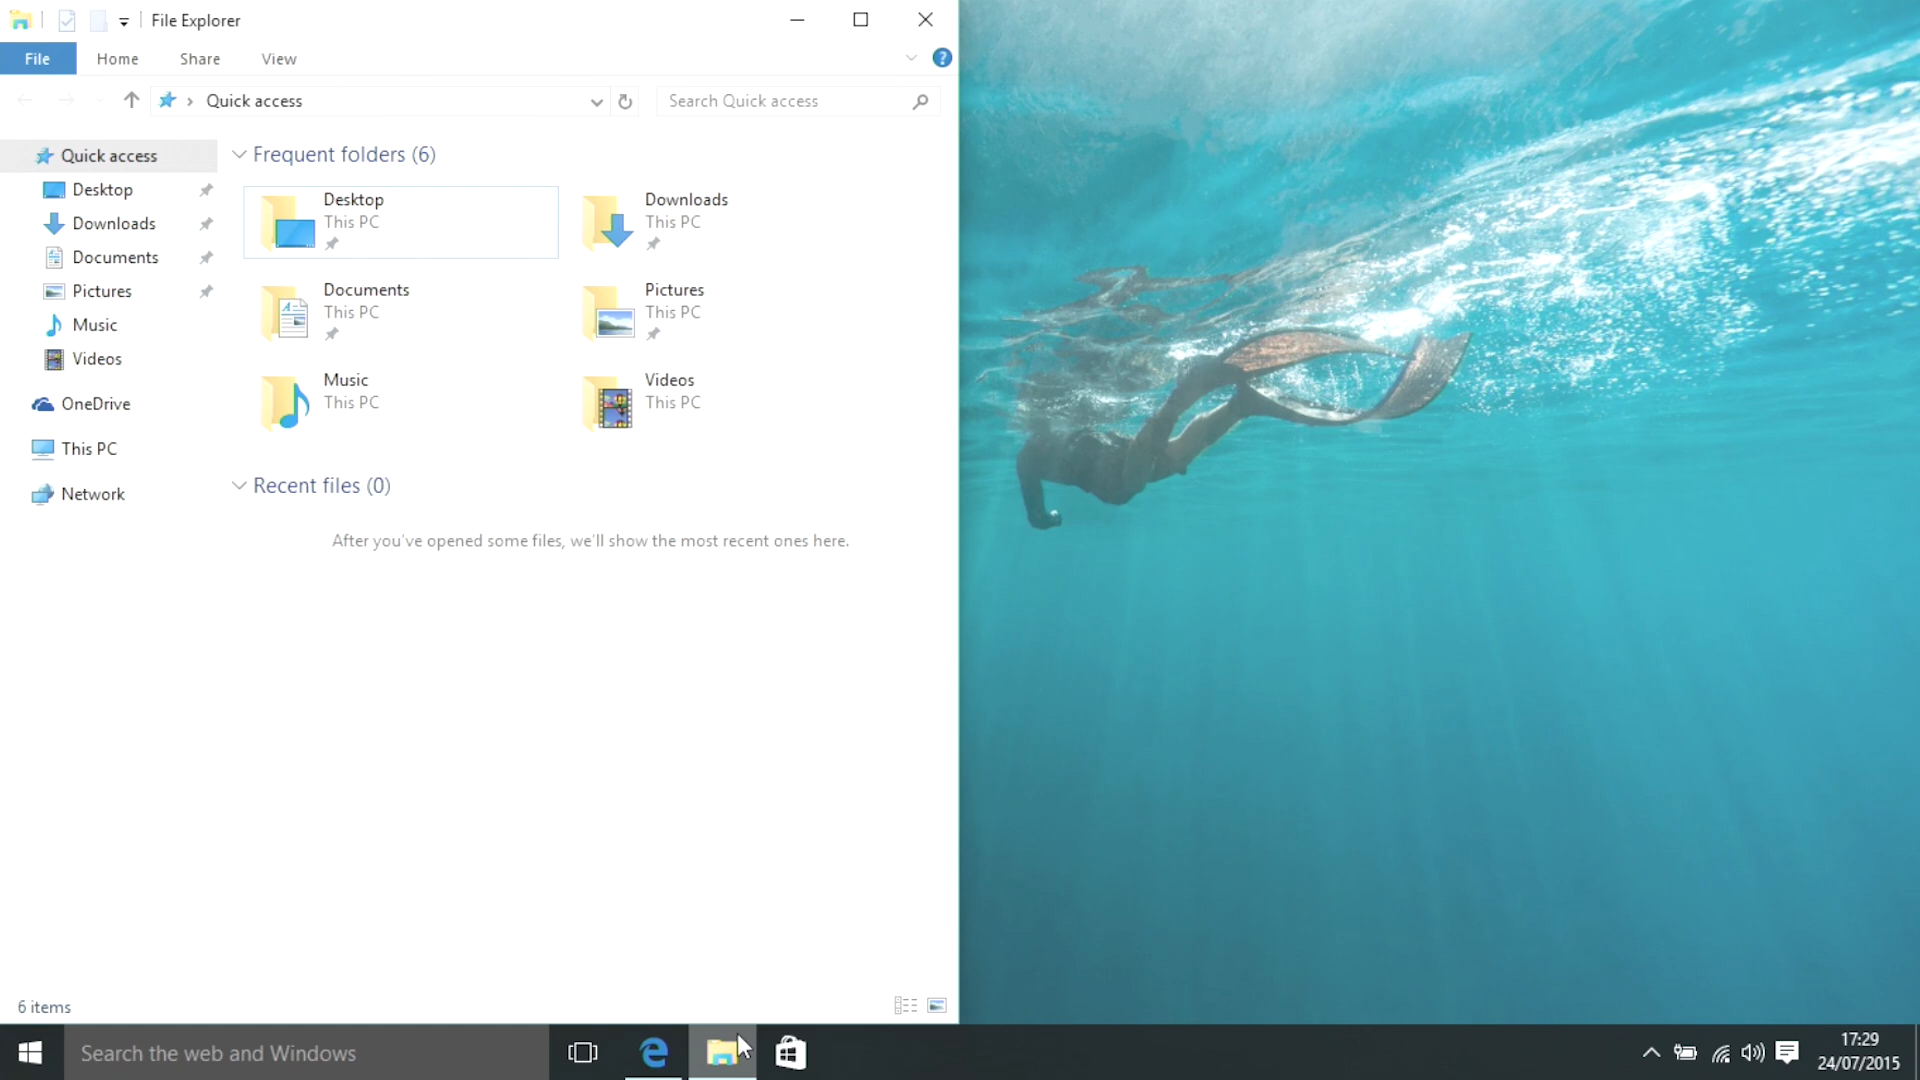 File Explorer
File Home Share View
Quick access
Search Quick access
Quick access
Desktop
Downloads
Documents
Pictures
Music
Videos
OneDrive
This PC
Network
Frequent folders (6)
Desktop
This PC
Downloads
This PC
Documents
This PC
Pictures
This PC
Music
This PC
Videos
This PC
Recent files (0)
After you've opened some files, we'll show the most recent ones here.
6 items
Search the web and Windows
17:29
24/07/2015